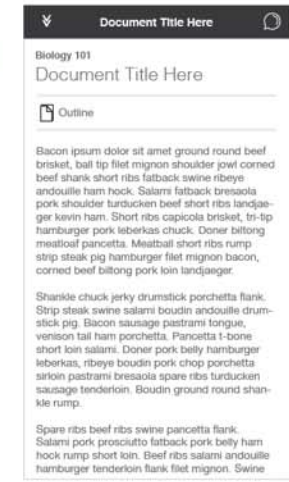 Document Title Here
Biology 101
Document Title Here
Outline
Bacon ipsum dolor sit amet ground round beef
brisket, ball tip filet mignon shoulder jowl corned
beef shank short ribs fatback swine ribeye
andouille ham hock. Salami fatback bresaola
pork shoulder turducken beef short ribs landjae-
ger kevin ham. Short ribs capicola brisket, tri-tip
hamburger pork leberkas chuck. Doner biltong
meatloaf pancetta. Meatball short ribs rump
strip steak pig hamburger filet mignon bacon,
corned beef biltong pork loin landjaeger.
Shankle chuck jerky drumstick porchetta flank.
Strip steak swine salami boudin andouille drum-
stick pig. Bacon sausage pastrami tongue,
venison tail ham porchetta. Pancetta t-bone
short loin salami. Doner pork belly hamburger
leberkas, ribeye boudin pork chop porchetta
sirloin pastrami bresaola spare ribs turducken
sausage tenderloin. Boudin ground round shan-
kle rump.
Spare ribs beef ribs swine pancetta flank.
Salami pork prosciutto fatback pork belly ham
hock rump short loin. Beef ribs salami andouille
hamburger tenderloin flank filet mignon. Swine